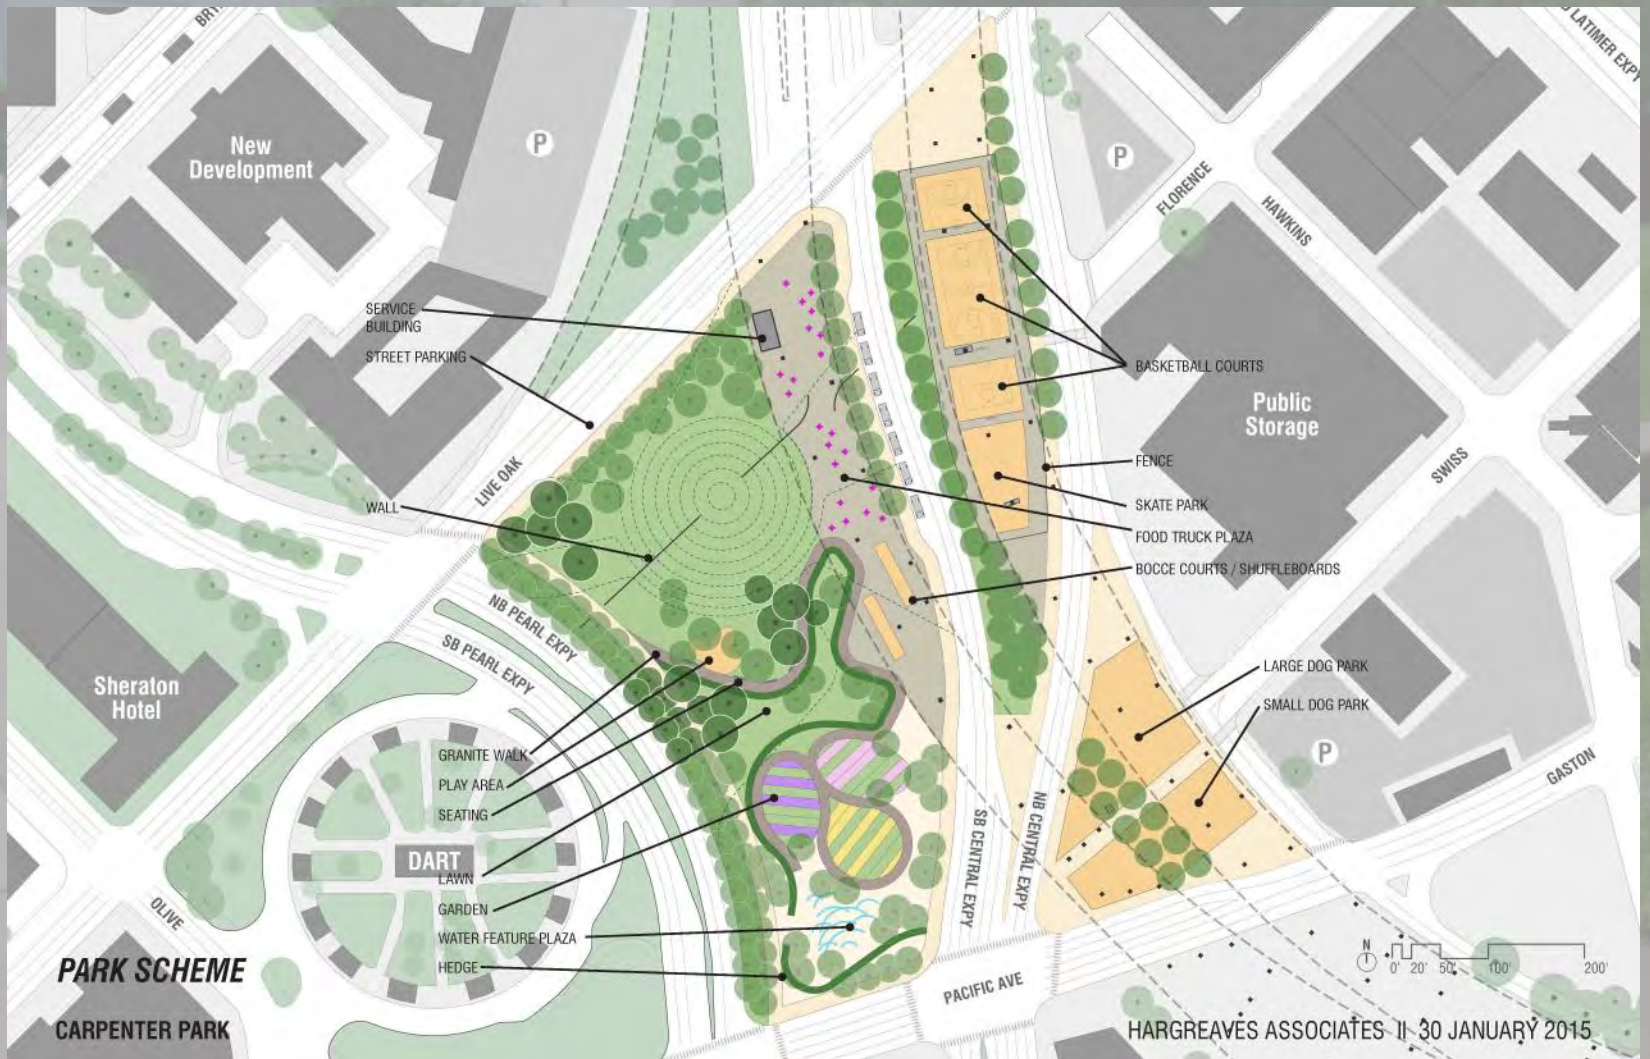 BRY
LATIMER EXPY
New
Development
P
P
FLORENCE
HAWKINS
SERVICE
BUILDING
STREET PARKING
BASKETBALL COURTS
Public
Storage
LIVE OAK
FENCE
SWISS
WALL
SKATE PARK
FOOD TRUCK PLAZA
BOCCE COURTS / SHUFFLEBOARDS
NB PEARL EXPY
SB PEARL EXPY
LARGE DOG PARK
SMALL DOG PARK
Sheraton
Hotel
GRANITE WALK
PLAY AREA
SEATING
P
GASTON
SB CENTRAL EXPY
NB CENTRAL EXPY
DART
LAWN
GARDEN
OLIVE
WATER FEATURE PLAZA
HEDGE
N
0' 20' 50' 100' 200'
PARK SCHEME
PACIFIC AVE
CARPENTER PARK
HARGREAVES ASSOCIATES II 30 JANUARY 2015